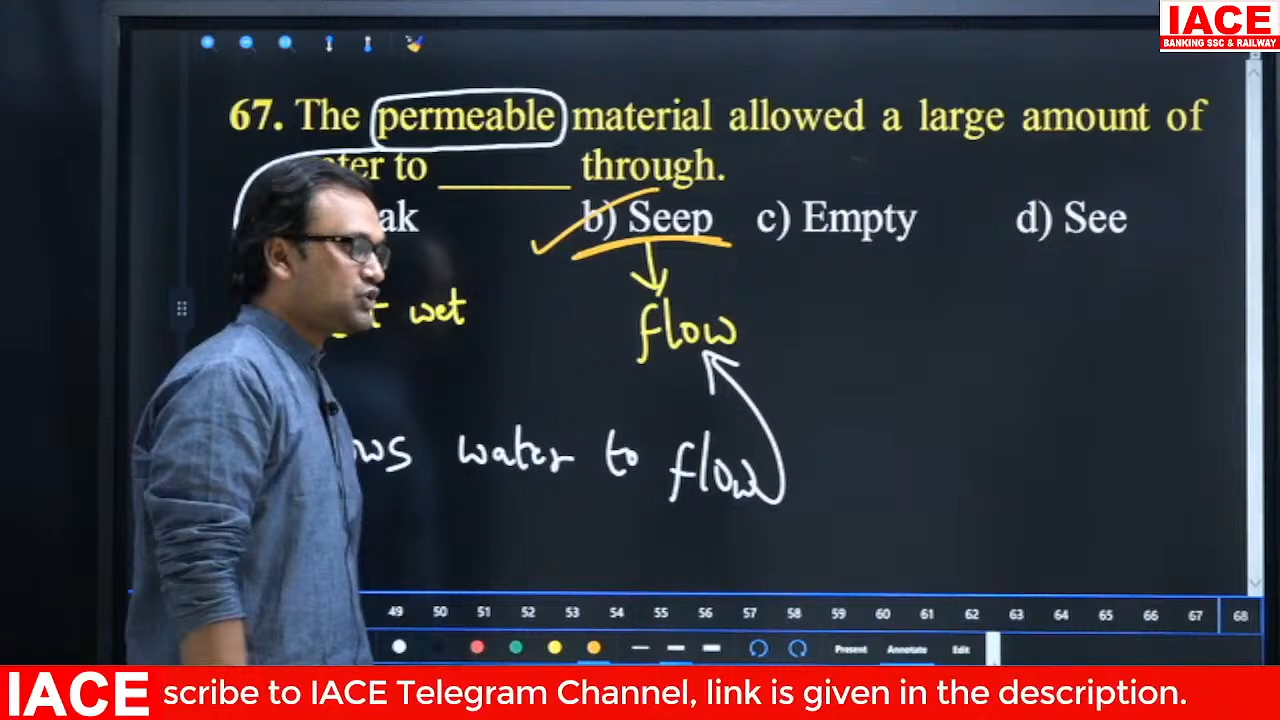 IACE
BANKING SSC & RAILWAY
67. The permeable material allowed a large amount of
ter to ______ through.
ak b) Seep c) Empty d) See
wet
flow
ws water to flow
49 50 51 52 53 54 55 56 57 58 59 60 61 62 63 64 65 66 67 68
Present Annotate Edit
IACE scribe to IACE Telegram Channel, link is given in the description.